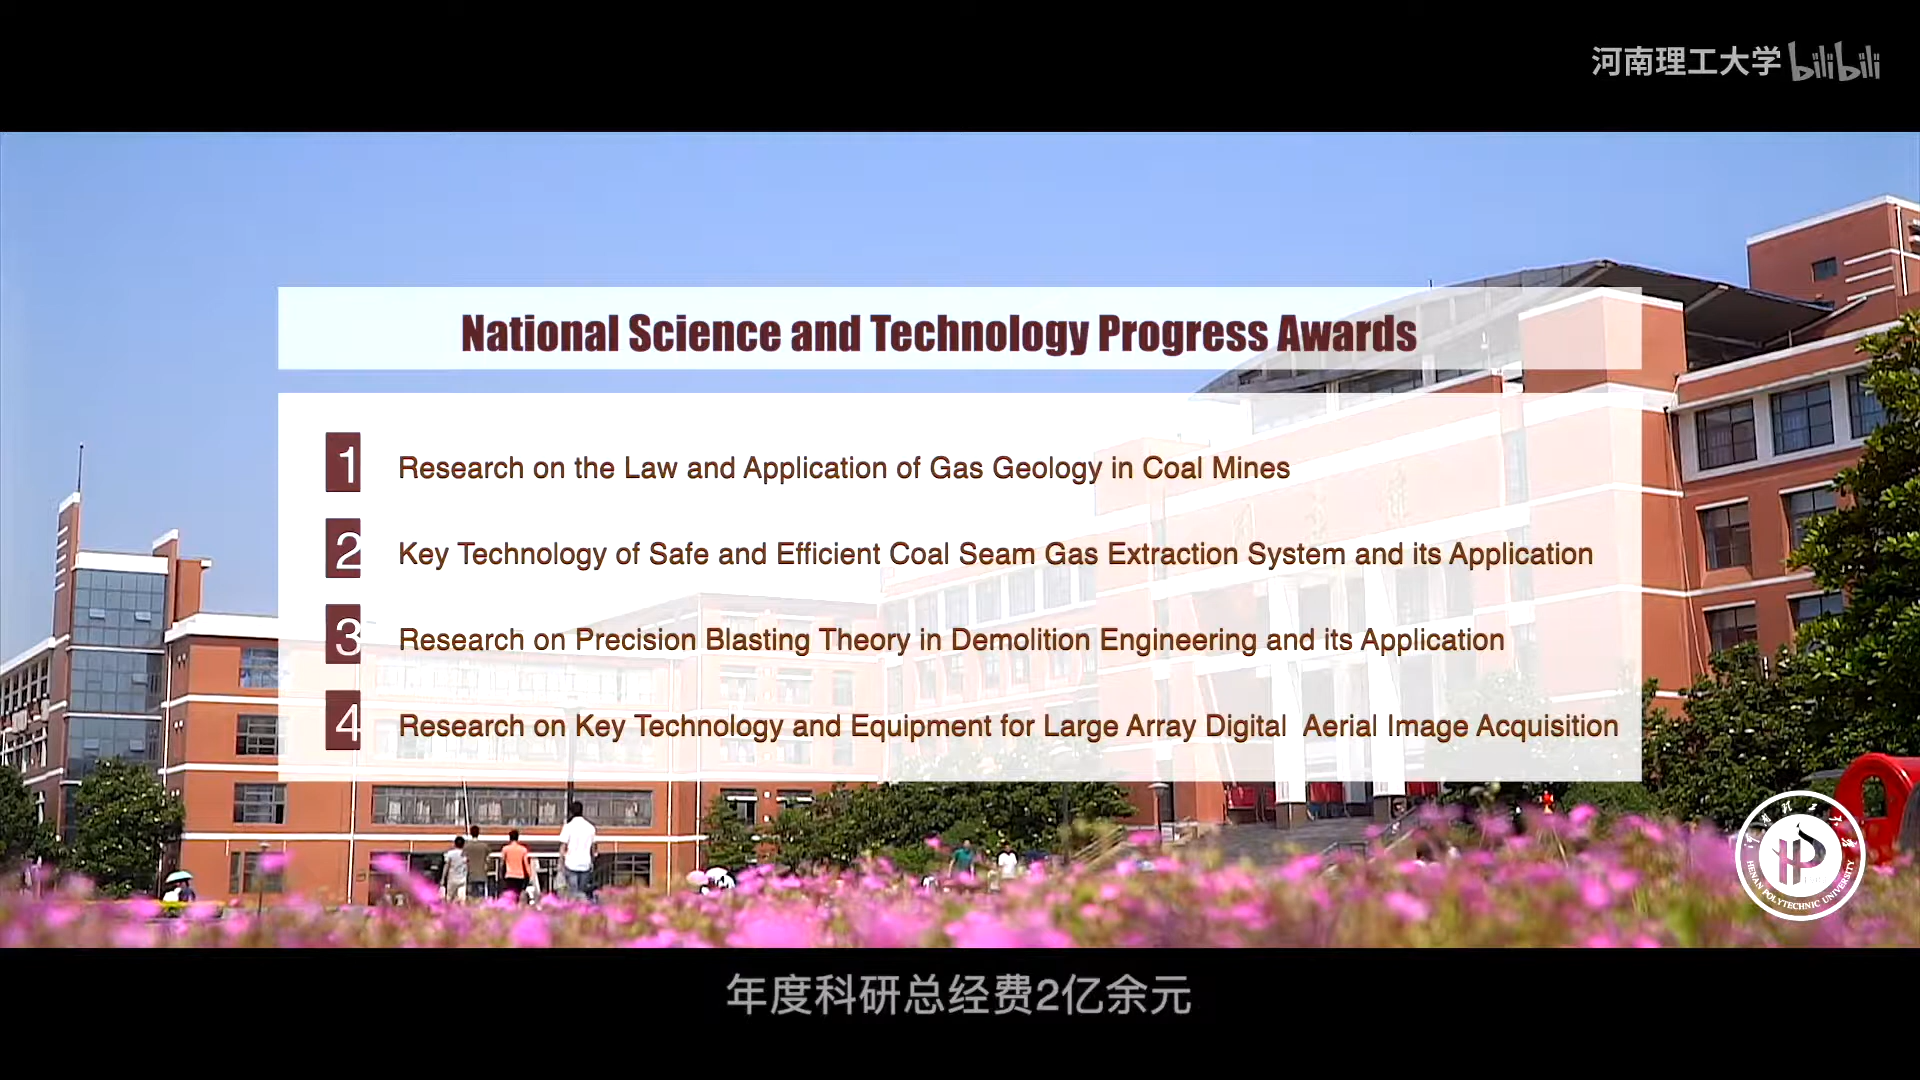 河南理工大学 bilibili
National Science and Technology Progress Awards
1 Research on the Law and Application of Gas Geology in Coal Mines
2 Key Technology of Safe and Efficient Coal Seam Gas Extraction System and its Application
3 Research on Precision Blasting Theory in Demolition Engineering and its Application
4 Research on Key Technology and Equipment for Large Array Digital Aerial Image Acquisition
HENAN POLYTECHNIC UNIVERSITY
年度科研总经费2亿余元